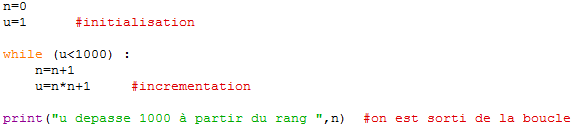 n=0
u=1 #initialisation
while (u<1000) :
n=n+1
u=n*n+1 #incrementation
print("u depasse 1000 à partir du rang ",n) #on est sorti de la boucle